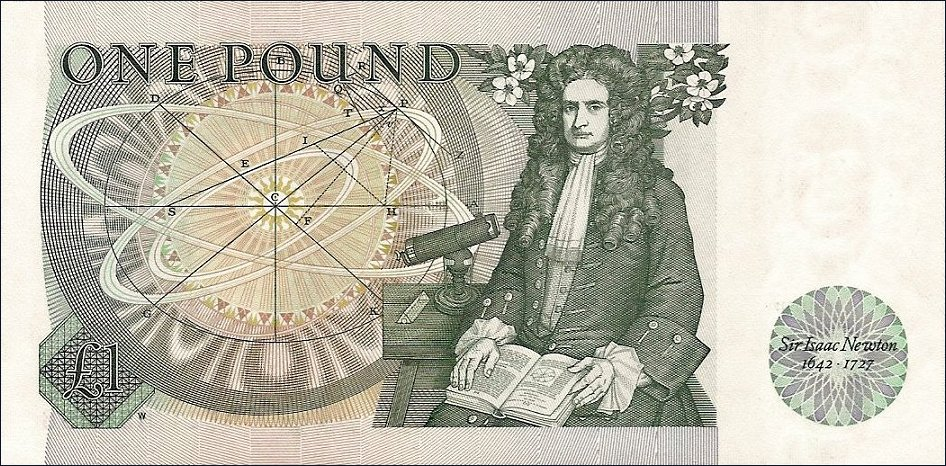 ONE POUND
B
R
D
Q
P
T
Z
I
E
C
S
F
H
A
G
K
£1
W
Sir Isaac Newton
1642 · 1727